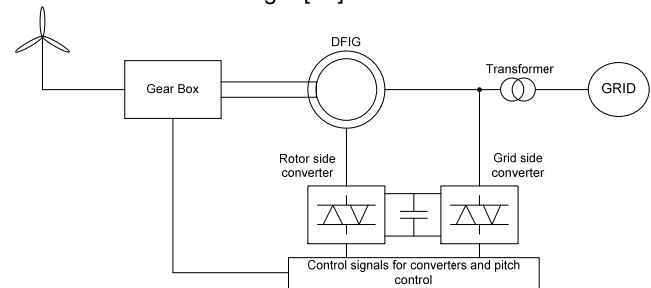 DFIG
Transformer
Gear Box
GRID
Rotor side
converter
Grid side
converter
Control signals for converters and pitch
control